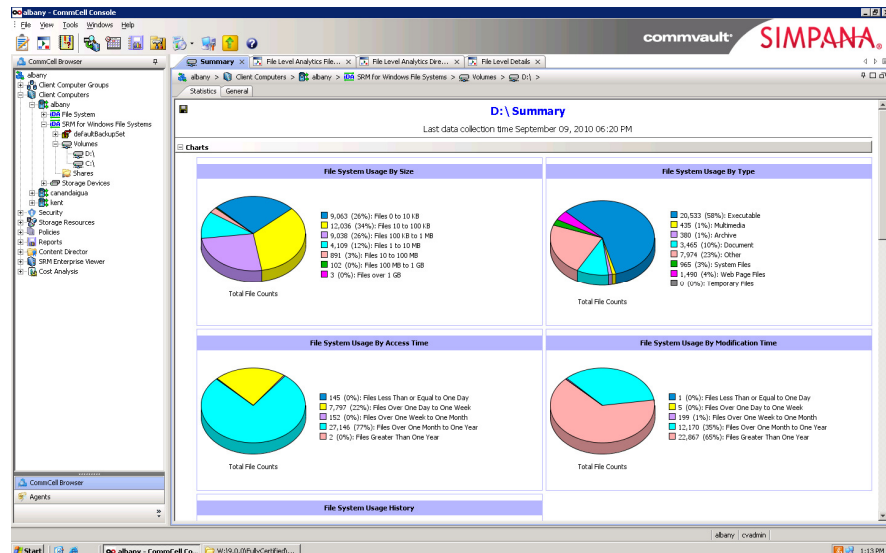 albany - CommCell Console
File View Tools Windows Help
commvault
SIMPANA
CommCell Browser
albany
Client Computer Groups
Client Computers
albany
File System
SRM for Windows File Systems
defaultBackupSet
Volumes
D:\
C:\
Shares
Storage Devices
canandaigua
kent
Security
Storage Resources
Policies
Reports
Content Director
SRM Enterprise Viewer
Cost Analysis
CommCell Browser
Agents
Summary
File Level Analytics File...
File Level Analytics Dire...
File Level Details
albany > Client Computers > albany > SRM for Windows File Systems > Volumes > D:\ >
Statistics General
D:\ Summary
Last data collection time September 09, 2010 06:20 PM
Charts
File System Usage By Size
9,063 (26%): Files 0 to 10 KB
12,036 (34%): Files 10 to 100 KB
9,038 (26%): Files 100 KB to 1 MB
4,109 (12%): Files 1 to 10 MB
891 (3%): Files 10 to 100 MB
102 (0%): Files 100 MB to 1 GB
3 (0%): Files over 1 GB
Total File Counts
File System Usage By Type
20,533 (58%): Executable
435 (1%): Multimedia
380 (1%): Archive
3,465 (10%): Document
7,974 (23%): Other
965 (3%): System Files
1,490 (4%): Web Page Files
0 (0%): Temporary Files
Total File Counts
File System Usage By Access Time
145 (0%): Files Less Than or Equal to One Day
7,797 (22%): Files Over One Day to One Week
152 (0%): Files Over One Week to One Month
27,146 (77%): Files Over One Month to One Year
2 (0%): Files Greater Than One Year
Total File Counts
File System Usage By Modification Time
1 (0%): Files Less Than or Equal to One Day
5 (0%): Files Over One Day to One Week
199 (1%): Files Over One Week to One Month
12,170 (35%): Files Over One Month to One Year
22,867 (65%): Files Greater Than One Year
Total File Counts
File System Usage History
albany cvadmin
Start
albany - CommCell Co...
W:\9.0.0\FullyCertified\...
1:13 PM